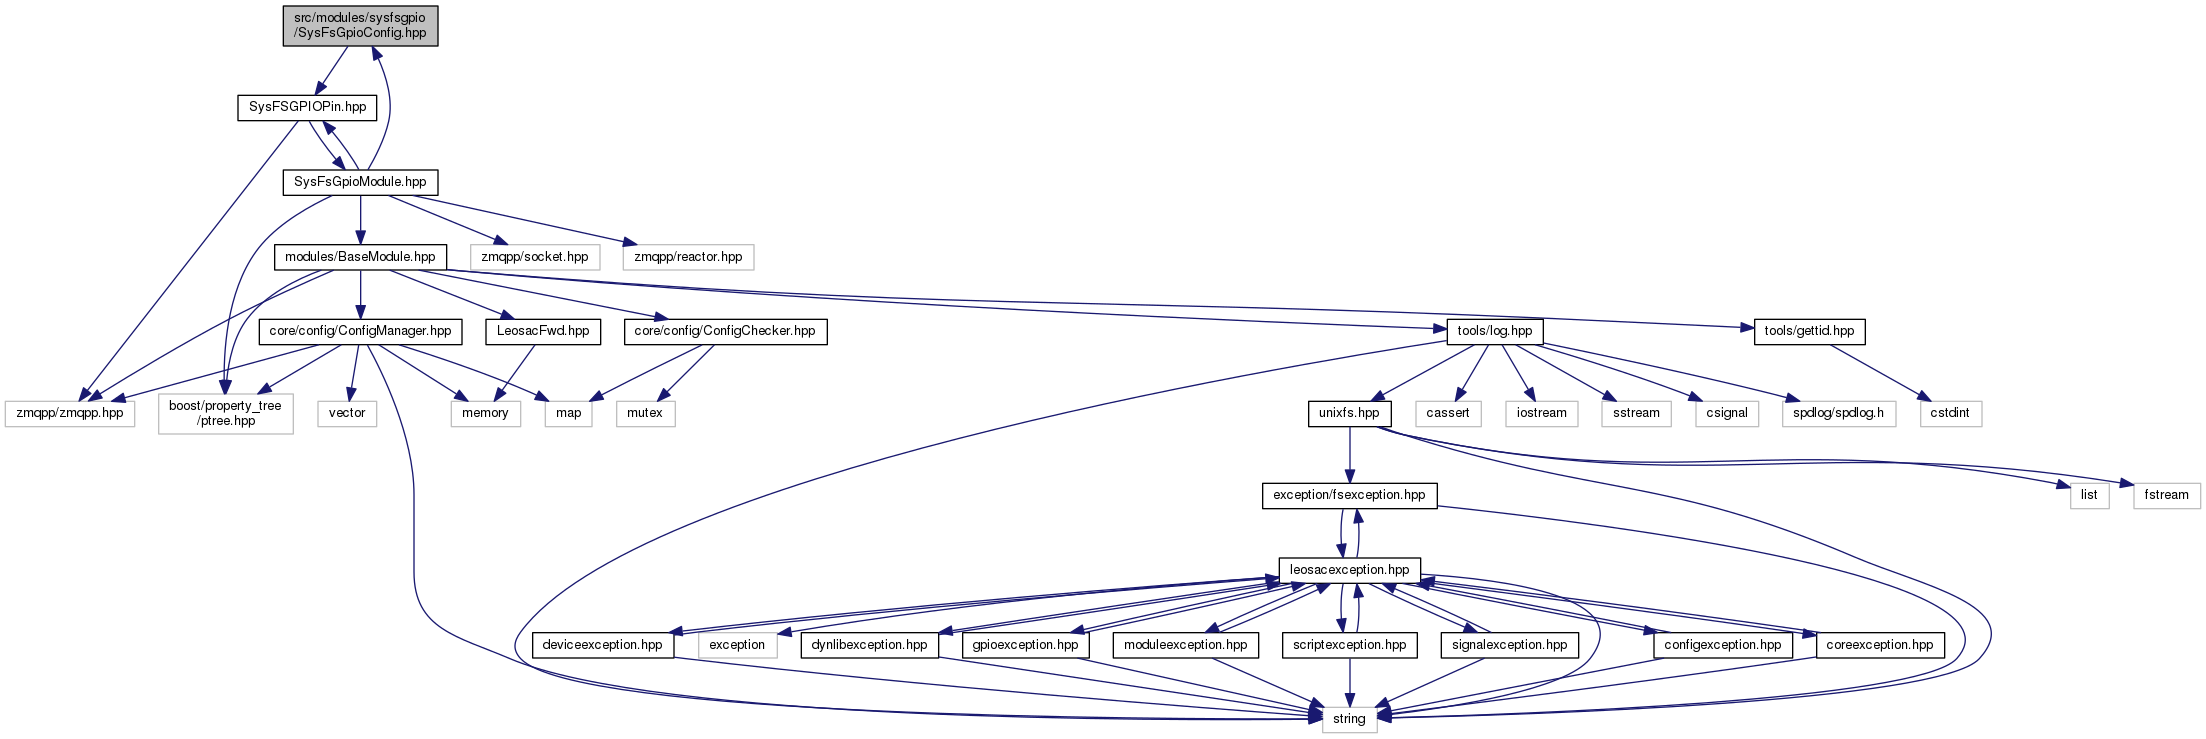 src/modules/sysfsgpio
/SysFsGpioConfig.hpp
SysFSGPIOPin.hpp
SysFsGpioModule.hpp
modules/BaseModule.hpp
zmqpp/socket.hpp
zmqpp/reactor.hpp
core/config/ConfigManager.hpp
LeosacFwd.hpp
core/config/ConfigChecker.hpp
tools/log.hpp
tools/gettid.hpp
zmqpp/zmqpp.hpp
boost/property_tree
/ptree.hpp
vector
memory
map
mutex
unixfs.hpp
cassert
iostream
sstream
csignal
spdlog/spdlog.h
cstdint
exception/fsexception.hpp
list
fstream
leosacexception.hpp
deviceexception.hpp
exception
dynlibexception.hpp
gpioexception.hpp
moduleexception.hpp
scriptexception.hpp
signalexception.hpp
configexception.hpp
coreexception.hpp
string